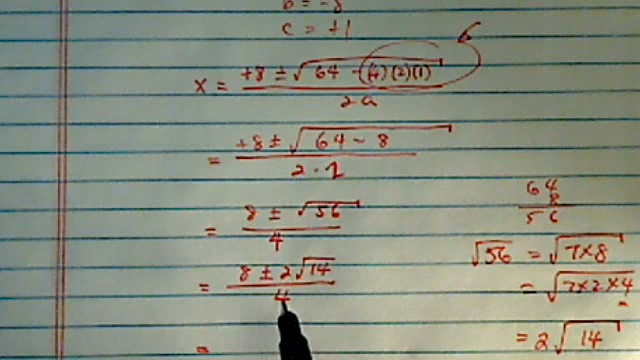 b = -8
c = +1
6
x = +8 ± √64 - (4)(2)(1) / 2a
= +8 ± √64 - 8 / 2 · 2
= 8 ± √56 / 4
= 8 ± 2√14 / 4
=
64
8
56
√56 = √7×8
= √7×2×4
= 2√14